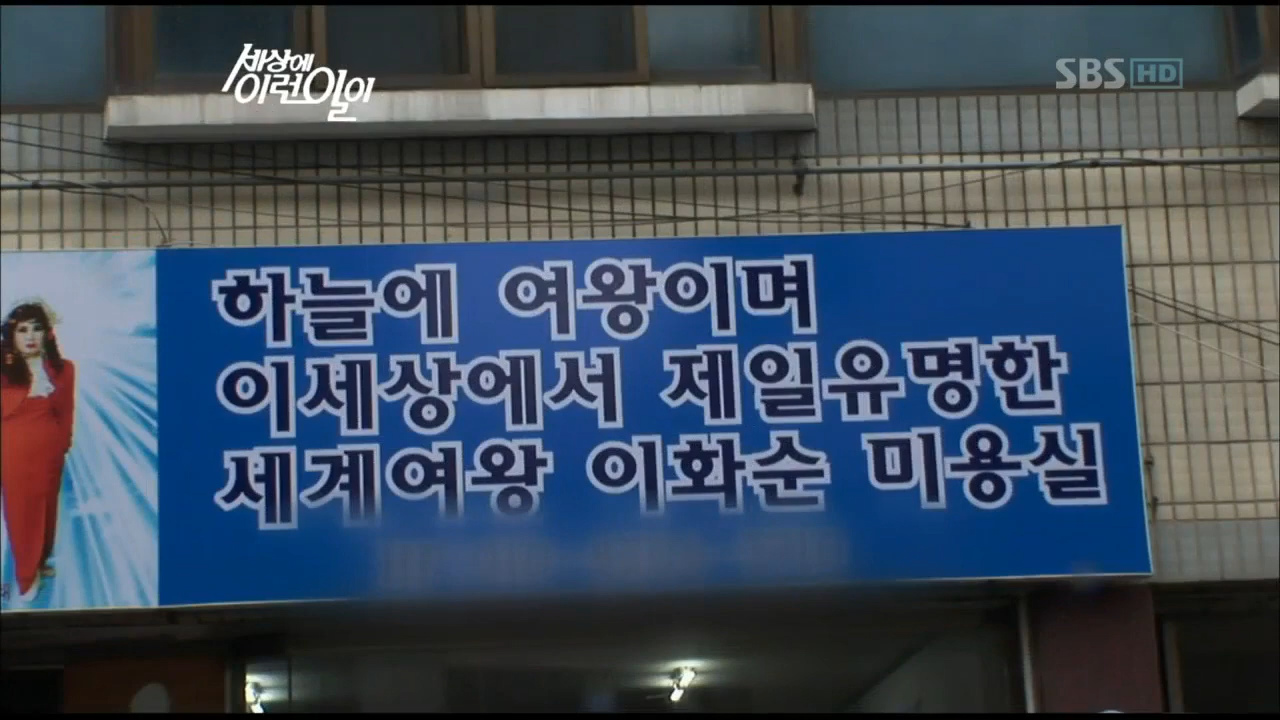 세상에
이런일이
SBS HD
하늘에 여왕이며
이세상에서 제일유명한
세계여왕 이화순 미용실